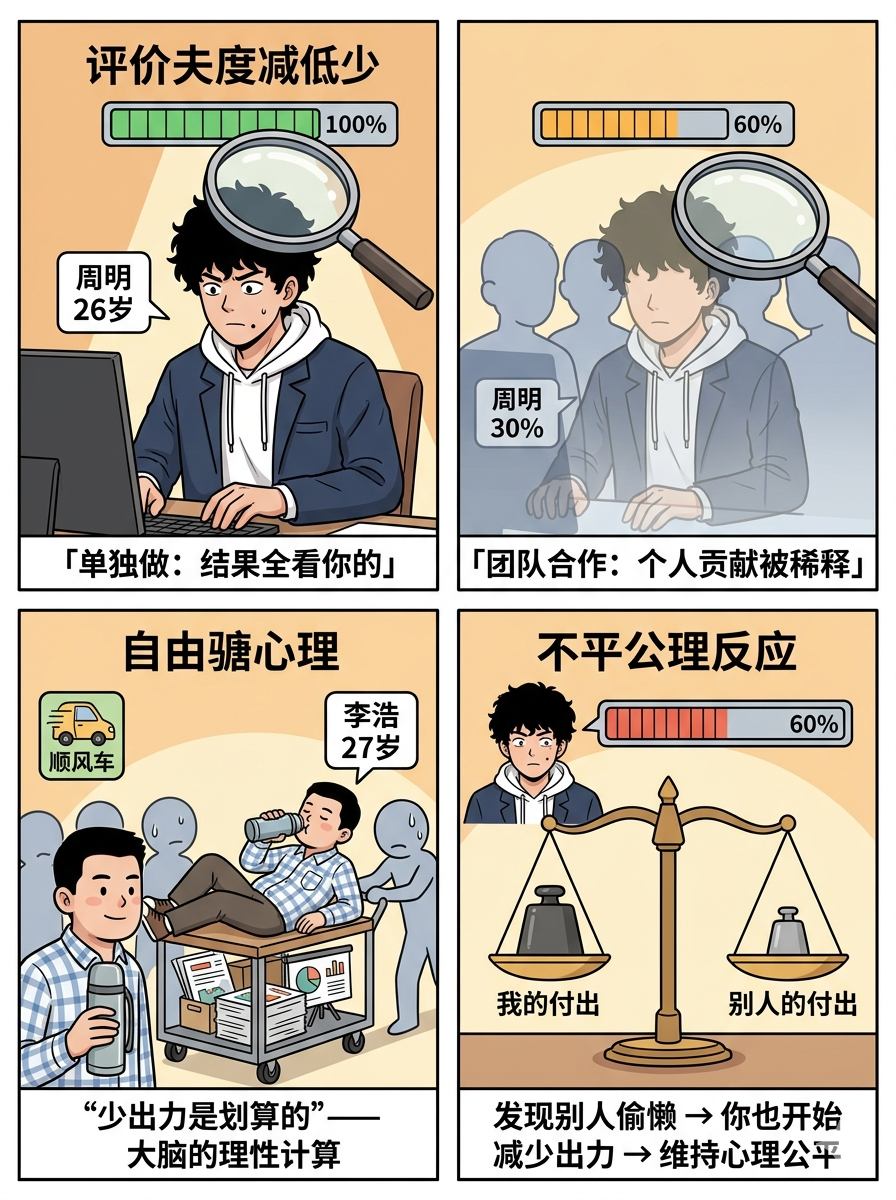 评价夫度减低少
100%
周明
26岁
「单独做：结果全看你的」
60%
周明
30%
「团队合作：个人贡献被稀释」
自由骕心理
顺风车
李浩
27岁
“少出力是划算的”——
大脑的理性计算
不平公理反应
60%
我的付出
别人的付出
发现别人偷懒 → 你也开始
减少出力 → 维持心理公平